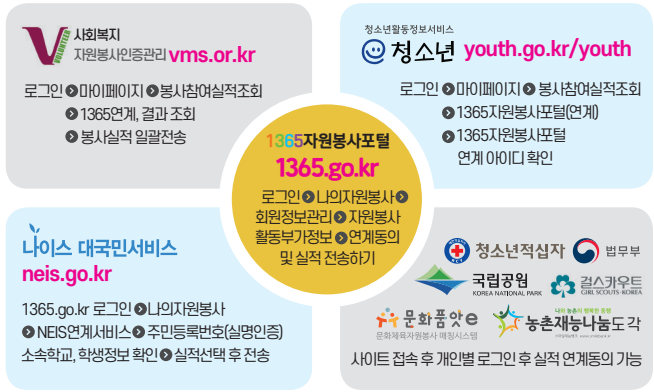 VOLUNTEER
사회복지
자원봉사인증관리 vms.or.kr
로그인 > 마이페이지 > 봉사참여실적조회
> 1365연계, 결과 조회
> 봉사실적 일괄전송
청소년활동정보서비스
e 청소년 youth.go.kr/youth
로그인 > 마이페이지 > 봉사참여실적조회
> 1365자원봉사포털(연계)
> 1365자원봉사포털
연계 아이디 확인
1365자원봉사포털
1365.go.kr
로그인 > 나의자원봉사 >
회원정보관리 > 자원봉사
활동부가정보 > 연계동의
및 실적 전송하기
나이스 대국민서비스
neis.go.kr
1365.go.kr 로그인 > 나의자원봉사
> NEIS연계서비스 > 주민등록번호(실명인증)
소속학교, 학생정보 확인 > 실적선택 후 전송
청소년적십자 법무부
국립공원
KOREA NATIONAL PARK
걸스카우트
GIRL SCOUTS·KOREA
문화품앗e
문화체육자원봉사 매칭시스템
나와 농촌이 행복한 동행
농촌재능나눔도각
사이트 접속 후 개인별 로그인 후 실적 연계동의 가능